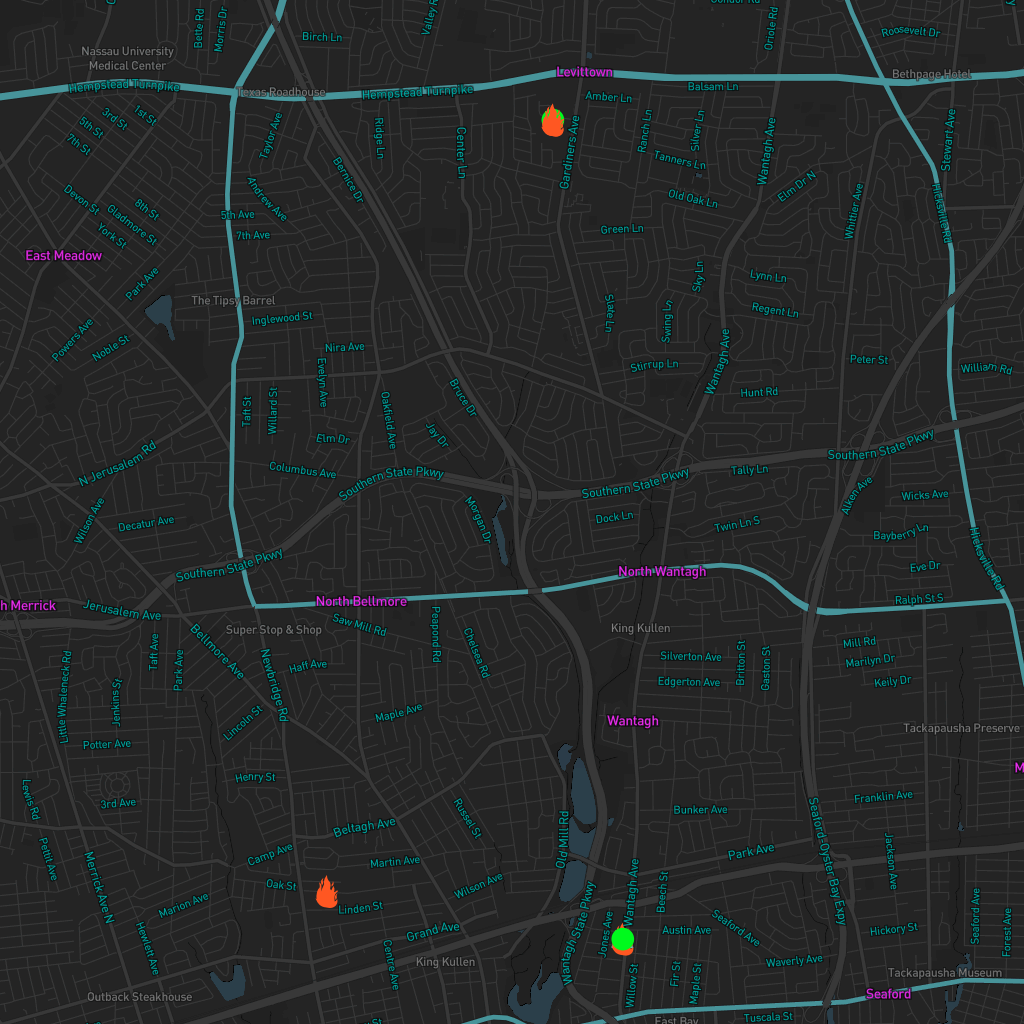 Condor Rd
Bette Rd
Morris Dr
Birch Ln
Valley R
Oriole Rd
Roosevelt Dr
Nassau University
Medical Center
Levittown
Bethpage Hotel
Hempstead Turnpike
Texas Roadhouse
Hempstead Turnpike
Balsam Ln
Amber Ln
1st St
3rd St
5th St
7th St
Taylor Ave
Ridge Ln
Center Ln
Gardiners Ave
Ranch Ln
Silver Ln
Wantagh Ave
Stewart Ave
Bernice Dr
Tanners Ln
Devon St
8th St
Gladmore St
York St
Andrew Ave
5th Ave
7th Ave
Old Oak Ln
Elm Dr N
Whittier Ave
Hicksville Rd
Green Ln
East Meadow
Park Ave
The Tipsy Barrel
Sky Ln
Lynn Ln
Regent Ln
Slate Ln
Swing Ln
Inglewood St
Powers Ave
Noble St
Nira Ave
Evelyn Ave
Wantagh Ave
Stirrup Ln
Peter St
William Rd
Hunt Rd
Taft St
Willard St
Oakfield Ave
Bruce Dr
Jay Dr
Elm Dr
Southern State Pkwy
N Jerusalem Rd
Columbus Ave
Southern State Pkwy
Southern State Pkwy
Tally Ln
Alken Ave
Wicks Ave
Wilson Ave
Decatur Ave
Morgan Dr
Dock Ln
Twin Ln S
Bayberry Ln
Hicksville Rd
Southern State Pkwy
Eve Dr
North Wantagh
h Merrick
Jerusalem Ave
North Bellmore
Ralph St S
Super Stop & Shop
Saw Mill Rd
Peapond Rd
King Kullen
Bellmore Ave
Taft Ave
Park Ave
Chelsea Rd
Mill Rd
Silverton Ave
Britton St
Gaston St
Marilyn Dr
Little Whaleneck Rd
Haff Ave
Newbridge Rd
Edgerton Ave
Keily Dr
Jenkins St
Lincoln St
Maple Ave
Wantagh
Tackapausha Preserve
Potter Ave
M
Henry St
Lewis Rd
3rd Ave
Russel St
Bunker Ave
Franklin Ave
Beltagh Ave
Old Mill Rd
Seaford-Oyster Bay Expy
Pettit Ave
Camp Ave
Martin Ave
Park Ave
Jackson Ave
Merrick Ave N
Oak St
Wilson Ave
Wantagh Ave
Beech St
Marion Ave
Linden St
Wantagh State Pkwy
Jones Ave
Seaford Ave
Seaford Ave
Forest Ave
Hewlett Ave
Grand Ave
Austin Ave
Hickory St
Centre Ave
King Kullen
Willow St
Fir St
Maple St
Waverly Ave
Tackapausha Museum
Outback Steakhouse
Seaford
East Bay
Tuscala St
St